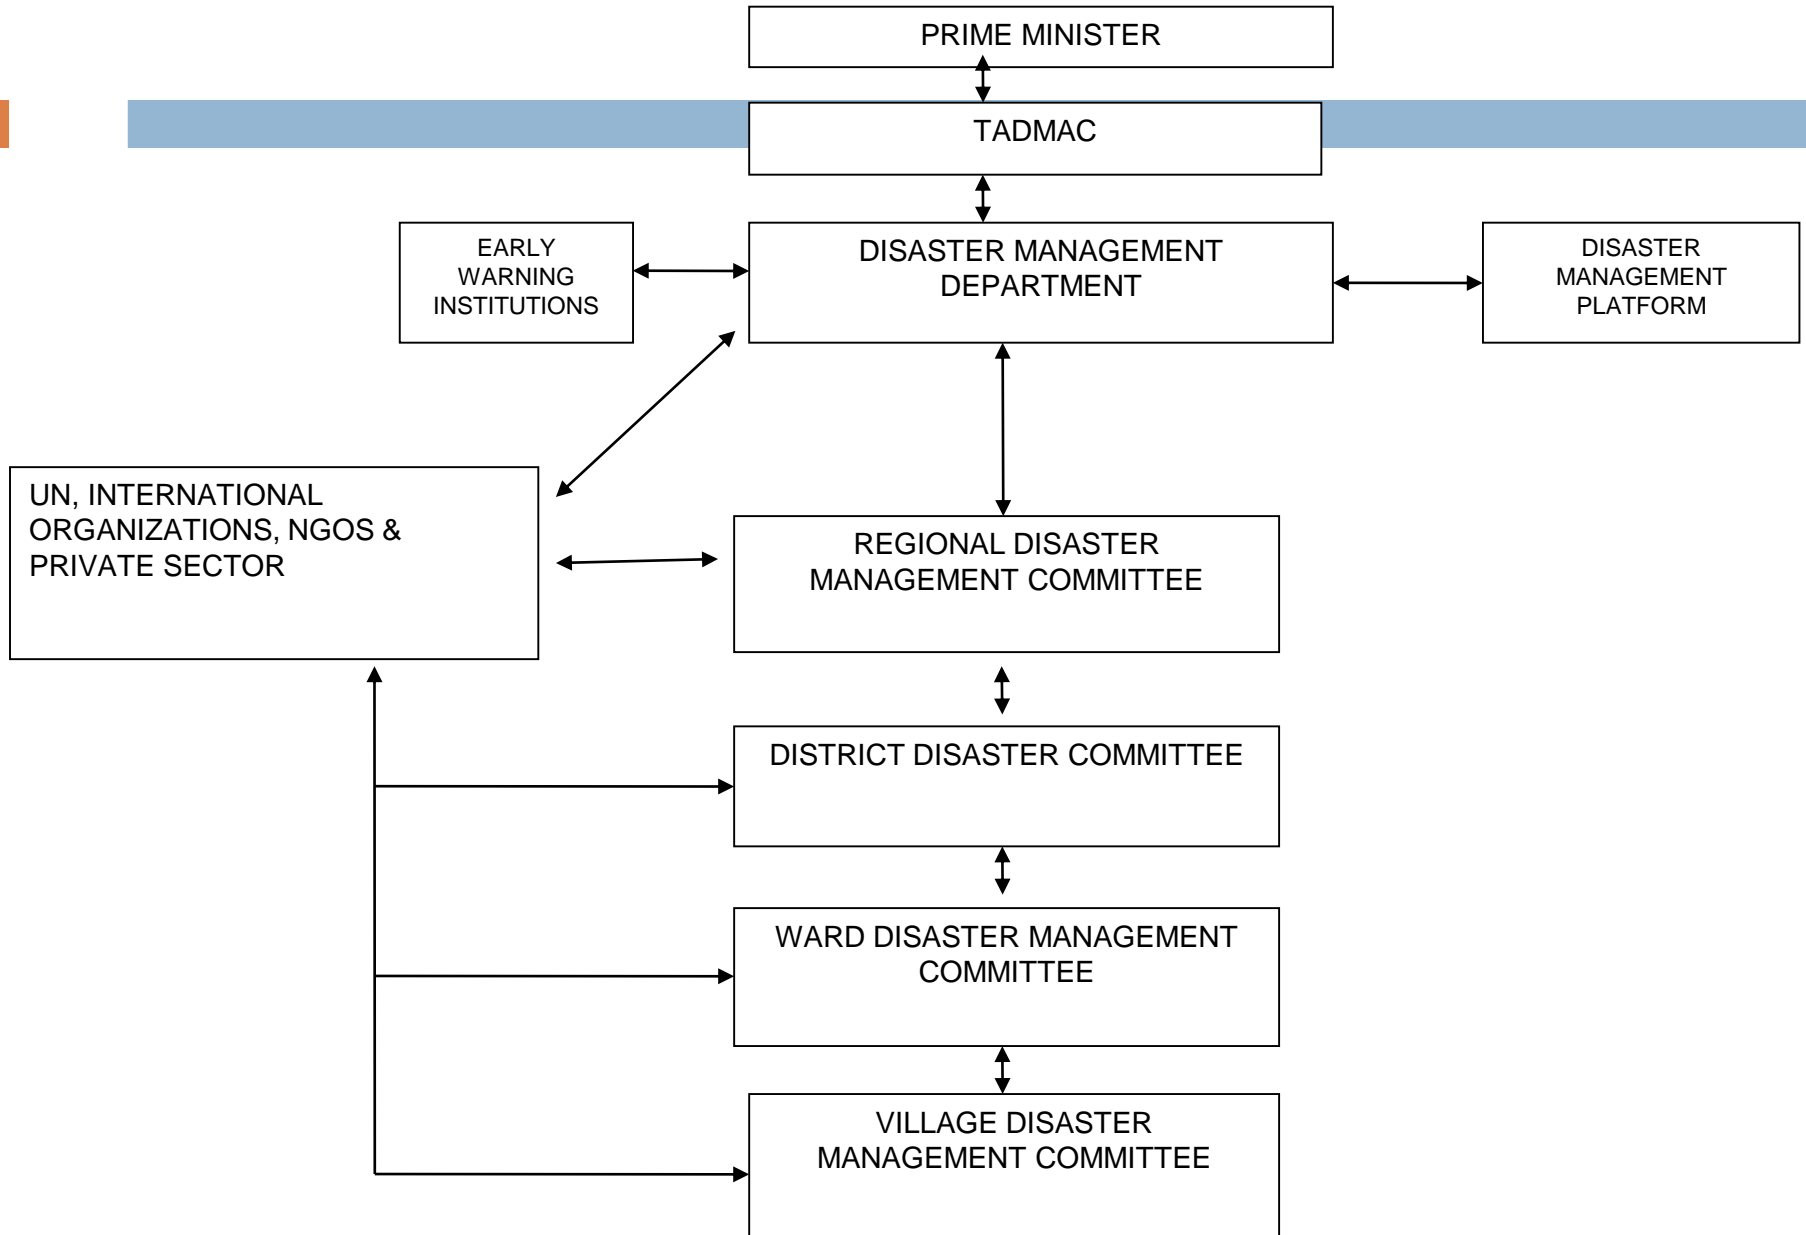 PRIME MINISTER
TADMAC
EARLY
WARNING
INSTITUTIONS
DISASTER MANAGEMENT
DEPARTMENT
DISASTER
MANAGEMENT
PLATFORM
UN, INTERNATIONAL
ORGANIZATIONS, NGOS &
PRIVATE SECTOR
REGIONAL DISASTER
MANAGEMENT COMMITTEE
DISTRICT DISASTER COMMITTEE
WARD DISASTER MANAGEMENT
COMMITTEE
VILLAGE DISASTER
MANAGEMENT COMMITTEE